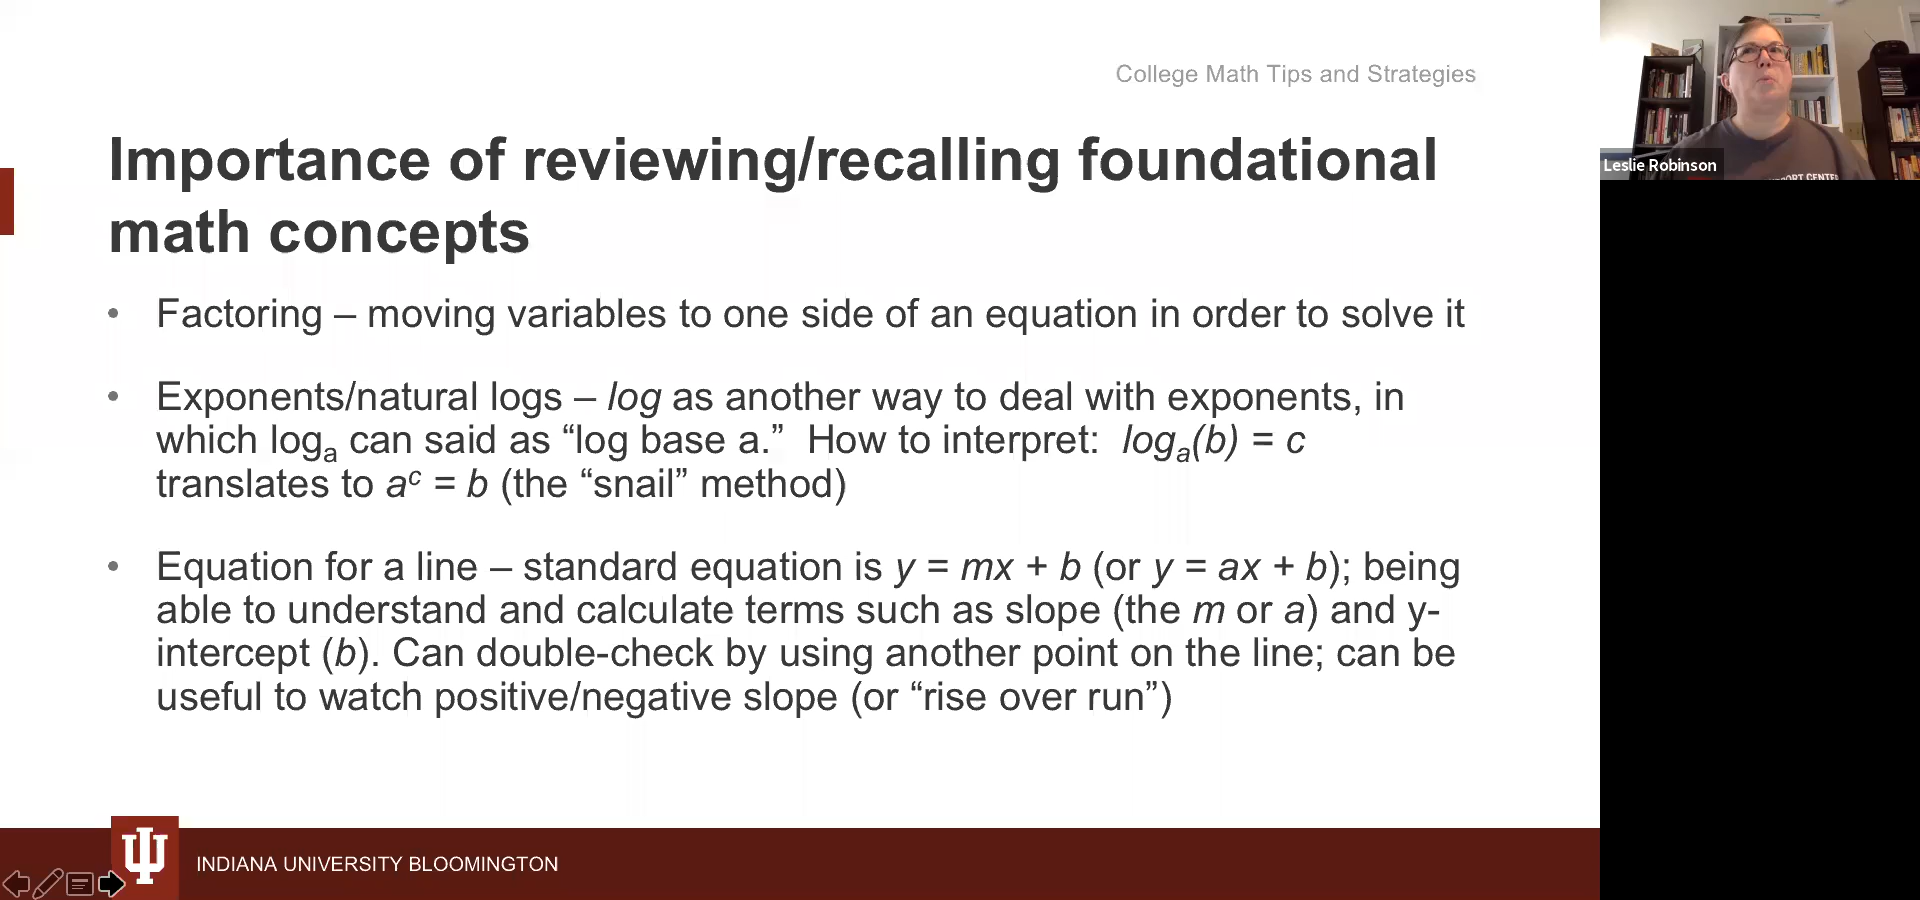 College Math Tips and Strategies
Importance of reviewing/recalling foundational
math concepts
• Factoring – moving variables to one side of an equation in order to solve it
• Exponents/natural logs – log as another way to deal with exponents, in
which logₐ can said as “log base a.”  How to interpret:  logₐ(b) = c
translates to aᶜ = b (the “snail” method)
• Equation for a line – standard equation is y = mx + b (or y = ax + b); being
able to understand and calculate terms such as slope (the m or a) and y-
intercept (b). Can double-check by using another point on the line; can be
useful to watch positive/negative slope (or “rise over run”)
INDIANA UNIVERSITY BLOOMINGTON
Leslie Robinson